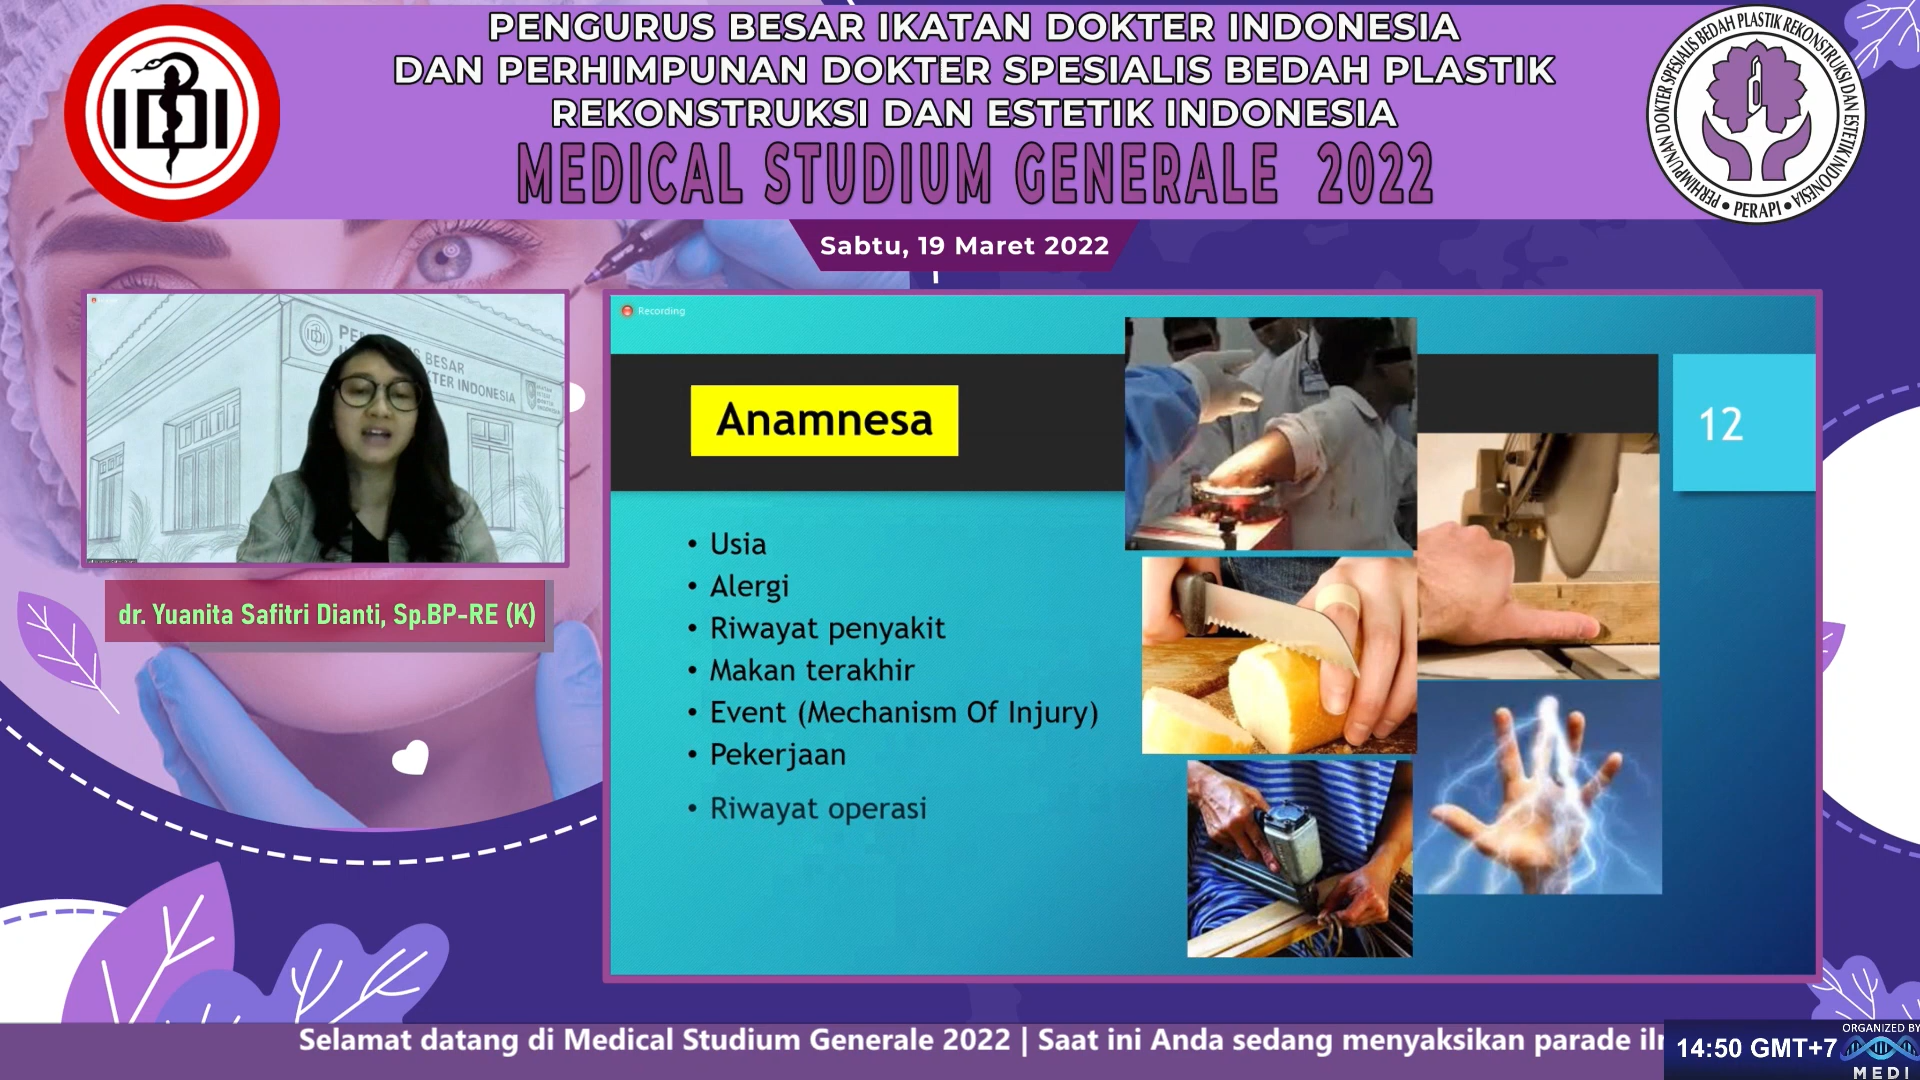 PENGURUS BESAR IKATAN DOKTER INDONESIA
DAN PERHIMPUNAN DOKTER SPESIALIS BEDAH PLASTIK
REKONSTRUKSI DAN ESTETIK INDONESIA
MEDICAL STUDIUM GENERALE 2022
IDI
PERHIMPUNAN DOKTER SPESIALIS BEDAH PLASTIK REKONSTRUKSI DAN ESTETIK INDONESIA
• PERAPI •
Sabtu, 19 Maret 2022
BESAR
KTER INDONESIA
dr. Yuanita Safitri Dianti, Sp.BP-RE (K)
Recording
Anamnesa
12
• Usia
• Alergi
• Riwayat penyakit
• Makan terakhir
• Event (Mechanism Of Injury)
• Pekerjaan
• Riwayat operasi
Selamat datang di Medical Studium Generale 2022 | Saat ini Anda sedang menyaksikan parade
14:50 GMT+7
ORGANIZED BY
MEDI